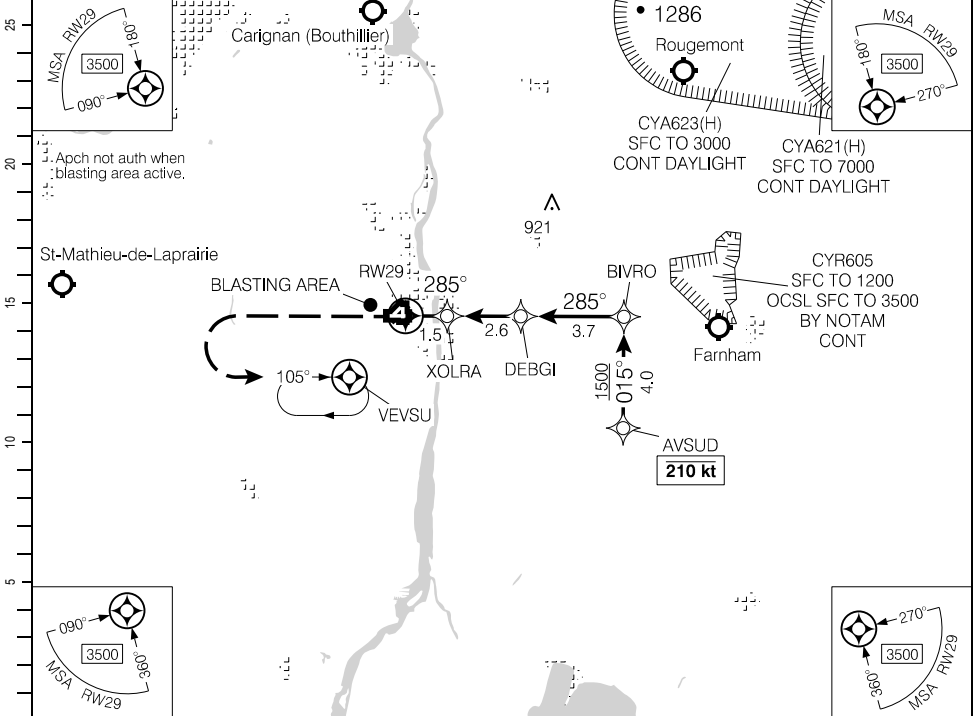 25
20
15
10
5
MSA RW29
180°
3500
090°
Carignan (Bouthillier)
1286
Rougemont
MSA RW29
180°
3500
270°
CYA623(H)
SFC TO 3000
CONT DAYLIGHT
CYA621(H)
SFC TO 7000
CONT DAYLIGHT
Apch not auth when
blasting area active.
921
St-Mathieu-de-Laprairie
BLASTING AREA
RW29
285°
285°
BIVRO
CYR605
SFC TO 1200
OCSL SFC TO 3500
BY NOTAM
CONT
1.5
2.6
3.7
XOLRA
DEBGI
Farnham
105°
VEVSU
1500
015°
4.0
AVSUD
210 kt
090°
3500
360°
MSA RW29
270°
3500
360°
MSA RW29